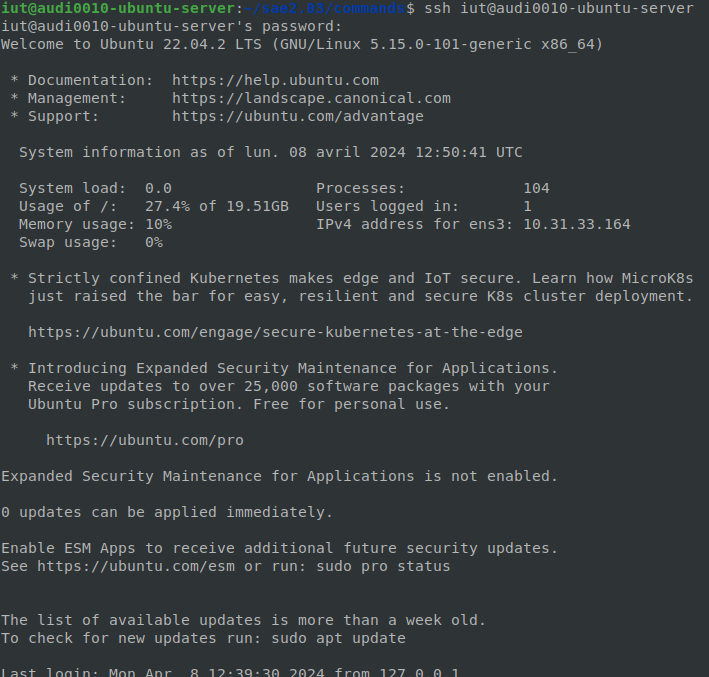 iut@audi0010-ubuntu-server:~/sae2.03/commands$ ssh iut@audi0010-ubuntu-server
iut@audi0010-ubuntu-server's password:
Welcome to Ubuntu 22.04.2 LTS (GNU/Linux 5.15.0-101-generic x86_64)
* Documentation:  https://help.ubuntu.com
* Management:     https://landscape.canonical.com
* Support:        https://ubuntu.com/advantage
System information as of lun. 08 avril 2024 12:50:41 UTC
System load:  0.0                Processes:             104
Usage of /:   27.4% of 19.51GB   Users logged in:       1
Memory usage: 10%                IPv4 address for ens3: 10.31.33.164
Swap usage:   0%
* Strictly confined Kubernetes makes edge and IoT secure. Learn how MicroK8s
just raised the bar for easy, resilient and secure K8s cluster deployment.
https://ubuntu.com/engage/secure-kubernetes-at-the-edge
* Introducing Expanded Security Maintenance for Applications.
Receive updates to over 25,000 software packages with your
Ubuntu Pro subscription. Free for personal use.
https://ubuntu.com/pro
Expanded Security Maintenance for Applications is not enabled.
0 updates can be applied immediately.
Enable ESM Apps to receive additional future security updates.
See https://ubuntu.com/esm or run: sudo pro status
The list of available updates is more than a week old.
To check for new updates run: sudo apt update
Last login: Mon Apr  8 12:39:30 2024 from 127.0.0.1